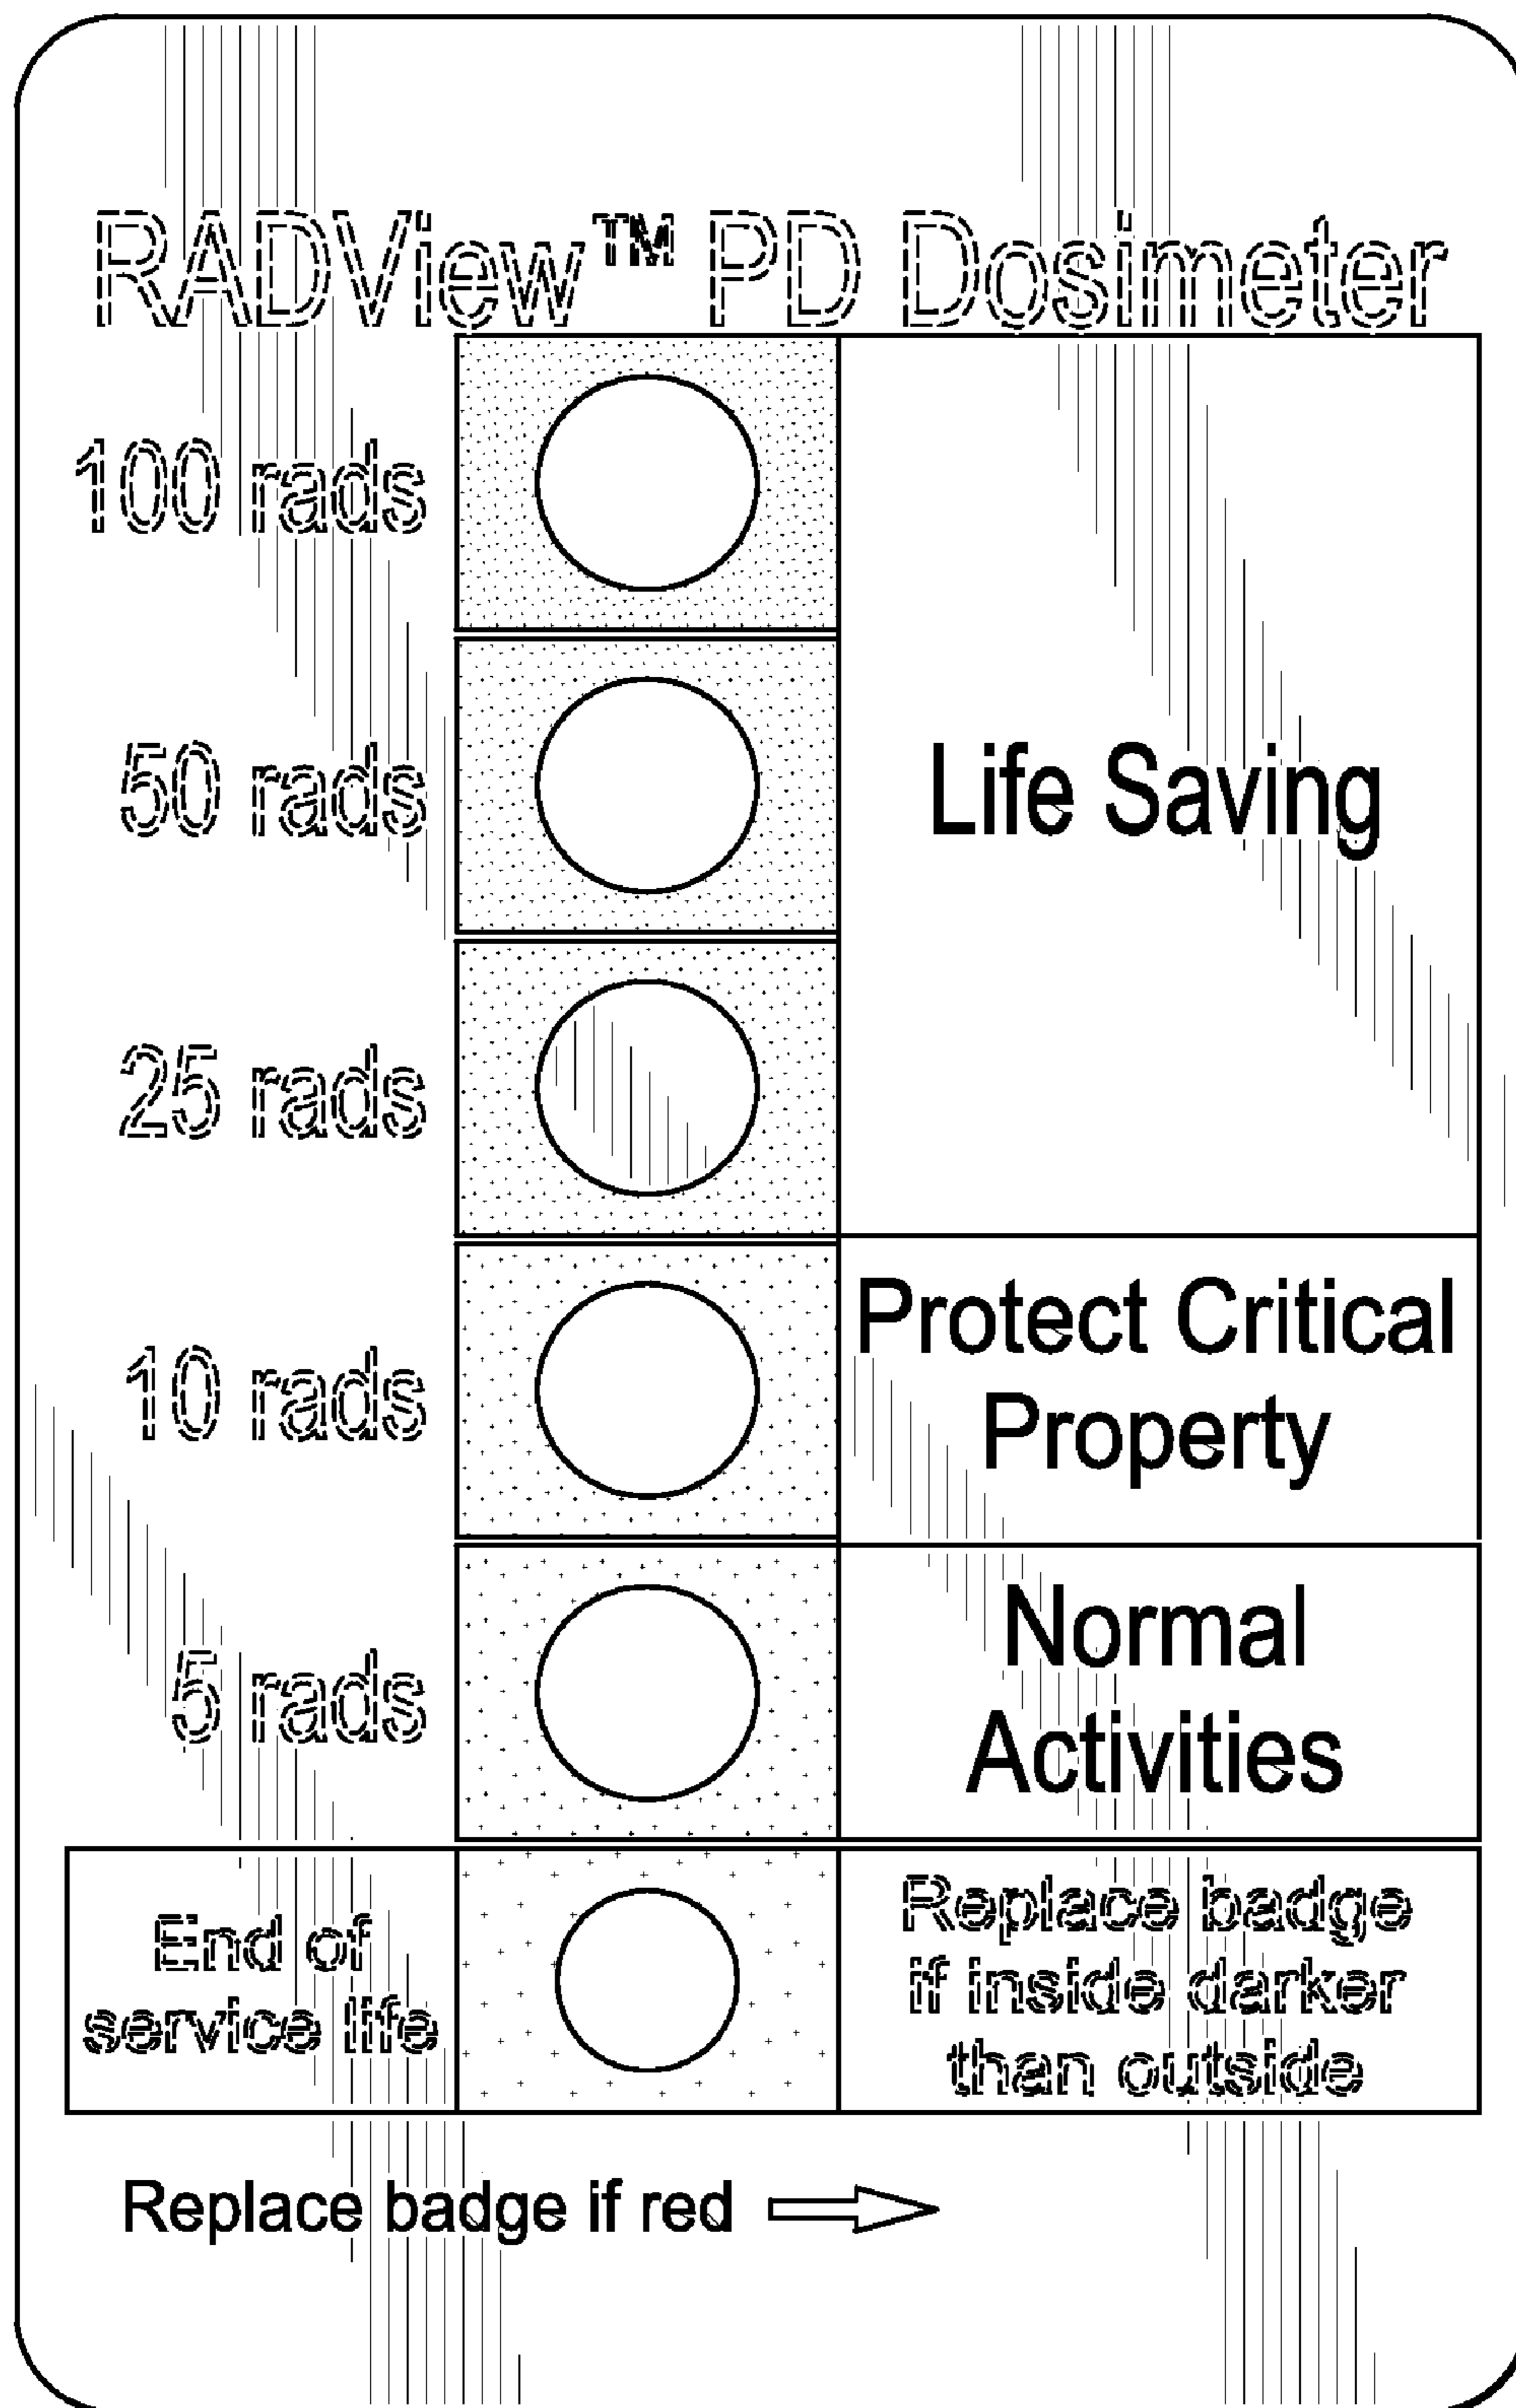 RADView™ PD Dosimeter
100 rads
50 rads
Life Saving
25 rads
10 rads
Protect Critical
Property
5 rads
Normal
Activities
End of
service life
Replace badge
if inside darker
than outside
Replace badge if red